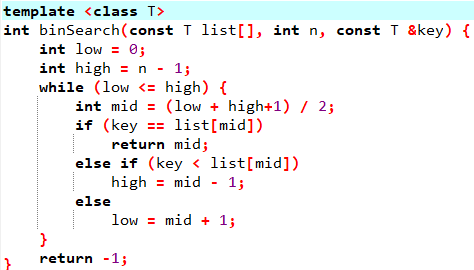 template <class T>
int binSearch(const T list[], int n, const T &key) {
    int low = 0;
    int high = n - 1;
    while (low <= high) {
        int mid = (low + high+1) / 2;
        if (key == list[mid])
            return mid;
        else if (key < list[mid])
            high = mid - 1;
        else
            low = mid + 1;
    }
    return -1;
}